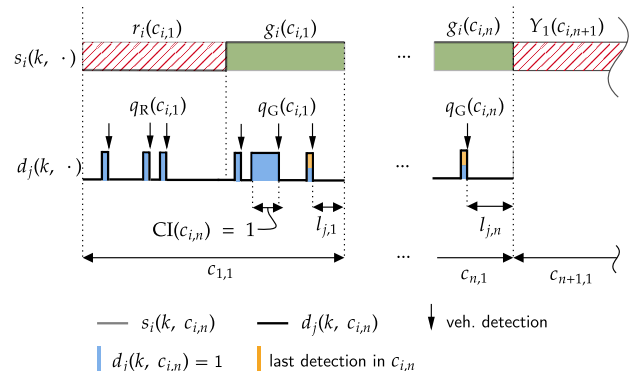 r_i(c_{i,1}) g_i(c_{i,1}) g_i(c_{i,n}) Y_1(c_{i,n+1})
s_i(k, ·) ...
q_R(c_{i,1}) q_G(c_{i,1}) q_G(c_{i,n})
d_j(k, ·) ...
CI(c_{i,n}) = 1 l_{j,1} l_{j,n}
c_{1,1} ... c_{n,1} c_{n+1,1}
s_i(k, c_{i,n}) d_j(k, c_{i,n}) veh. detection
d_j(k, c_{i,n}) = 1 last detection in c_{i,n}